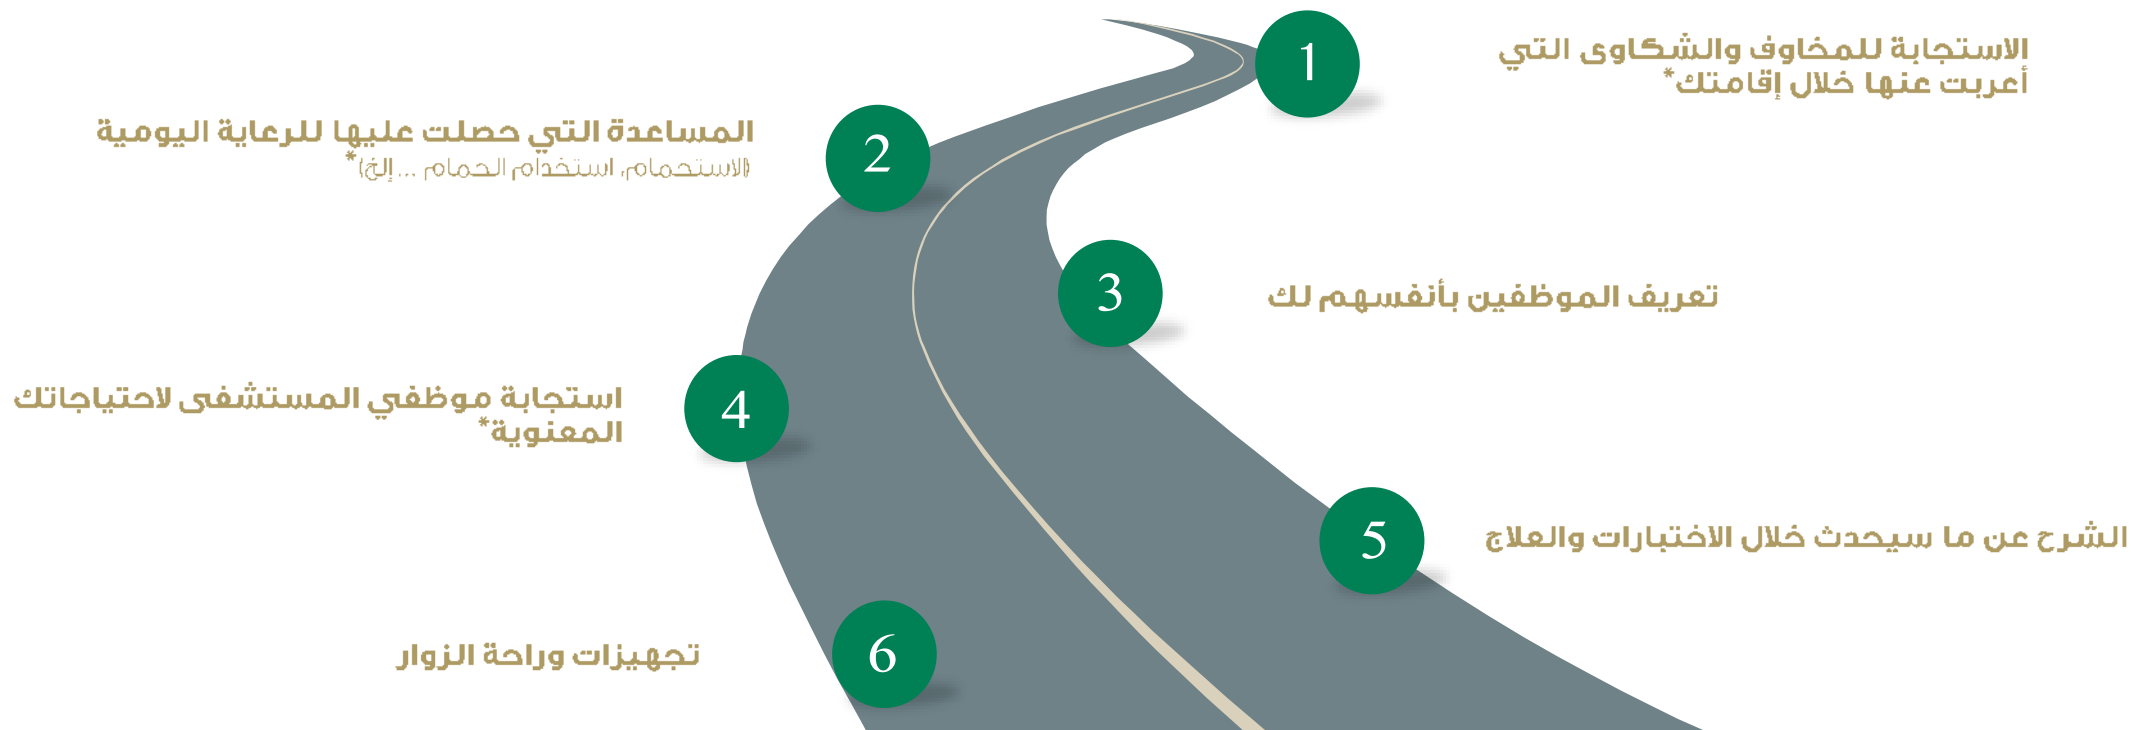 1
الاستجابة للمخاوف والشكاوى التي
أعربت عنها خلال إقامتك*
2
المساعدة التي حصلت عليها للرعاية اليومية
(الاستحمام، استخدام الحمام ... إلخ)*
3
تعريف الموظفين بأنفسهم لك
4
استجابة موظفي المستشفى لاحتياجاتك
المعنوية*
5
الشرح عن ما سيحدث خلال الاختبارات والعلاج
6
تجهيزات وراحة الزوار